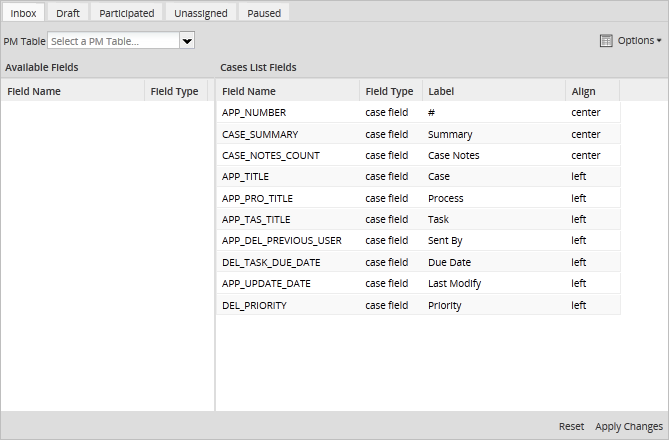 Inbox Draft Participated Unassigned Paused
PM Table Select a PM Table... Options
Available Fields Cases List Fields
Field Name Field Type Field Name Field Type Label Align
APP_NUMBER case field # center
CASE_SUMMARY case field Summary center
CASE_NOTES_COUNT case field Case Notes center
APP_TITLE case field Case left
APP_PRO_TITLE case field Process left
APP_TAS_TITLE case field Task left
APP_DEL_PREVIOUS_USER case field Sent By left
DEL_TASK_DUE_DATE case field Due Date left
APP_UPDATE_DATE case field Last Modify left
DEL_PRIORITY case field Priority left
Reset Apply Changes